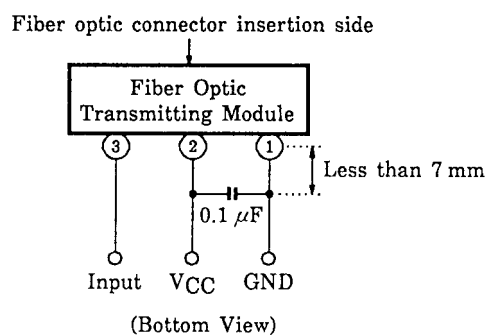 Fiber optic connector insertion side
Fiber Optic
Transmitting Module
3 2 1
Less than 7 mm
0.1 μF
Input VCC GND
(Bottom View)